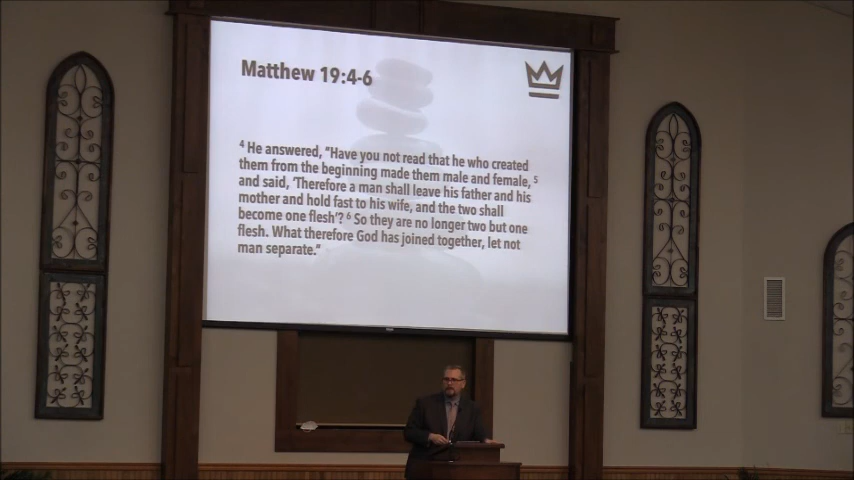 Matthew 19:4-6
4 He answered, "Have you not read that he who created
them from the beginning made them male and female, 5
and said, 'Therefore a man shall leave his father and his
mother and hold fast to his wife, and the two shall
become one flesh'? 6 So they are no longer two but one
flesh. What therefore God has joined together, let not
man separate."